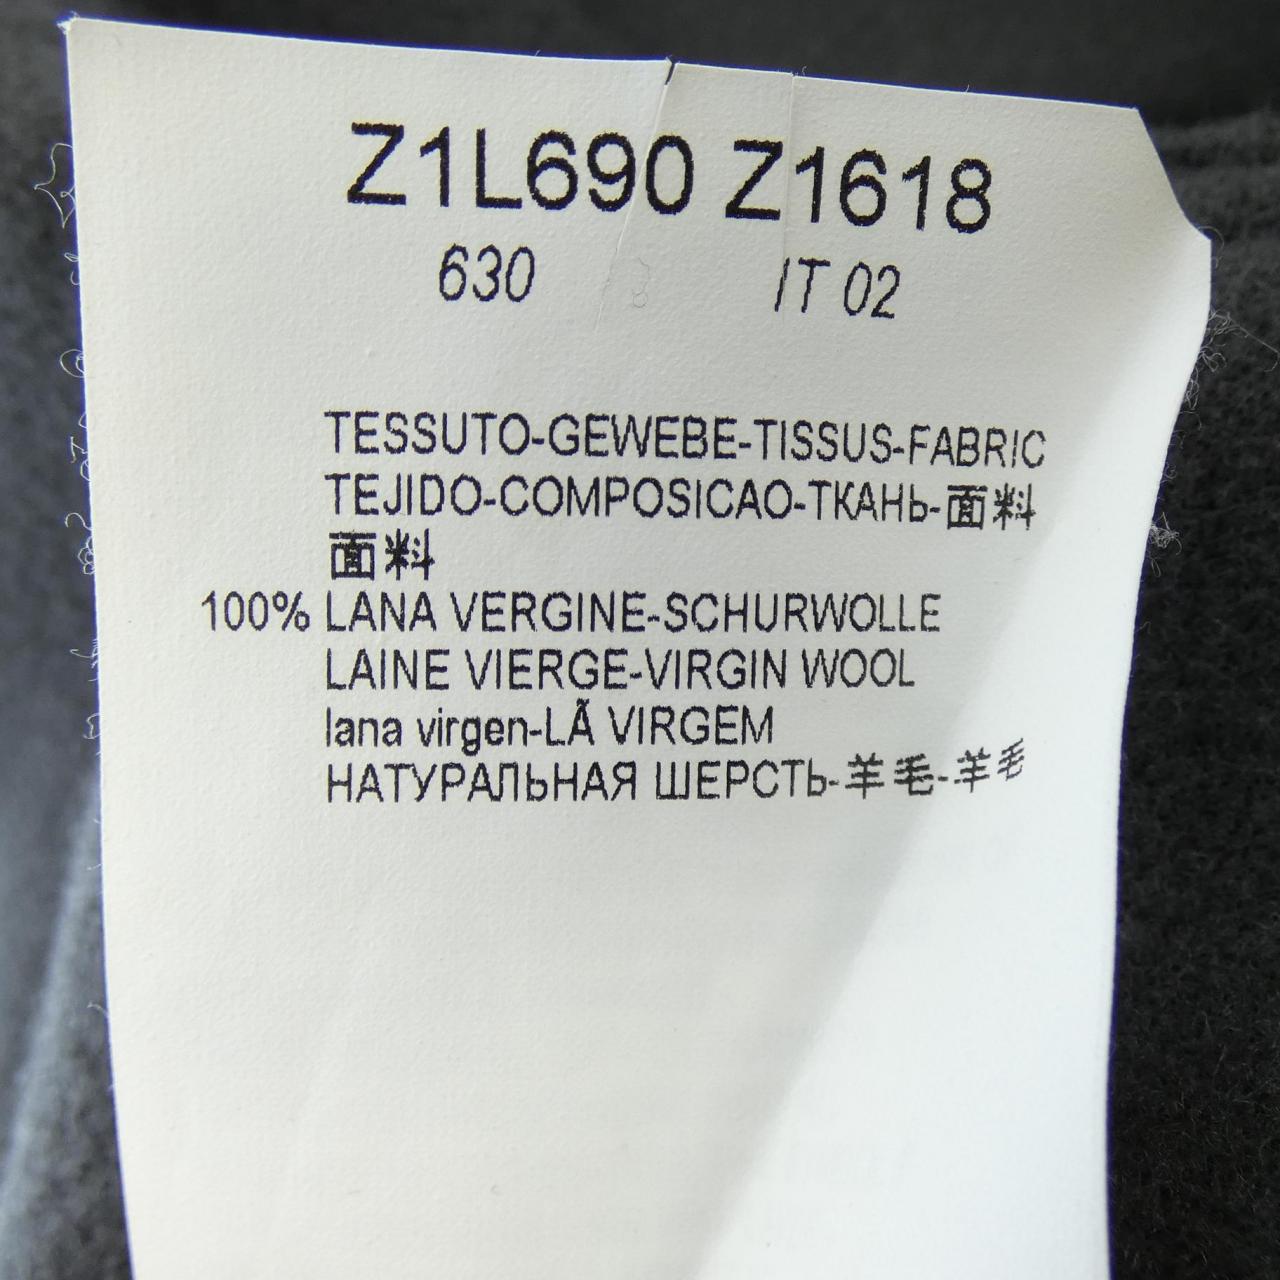 Z1L690 Z1618
630 IT 02
TESSUTO-GEWEBE-TISSUS-FABRIC
TEJIDO-COMPOSICAO-ТКАНЬ-面料
面料
100% LANA VERGINE-SCHURWOLLE
LAINE VIERGE-VIRGIN WOOL
lana virgen-LÃ VIRGEM
НАТУРАЛЬНАЯ ШЕРСТЬ-羊毛-羊毛